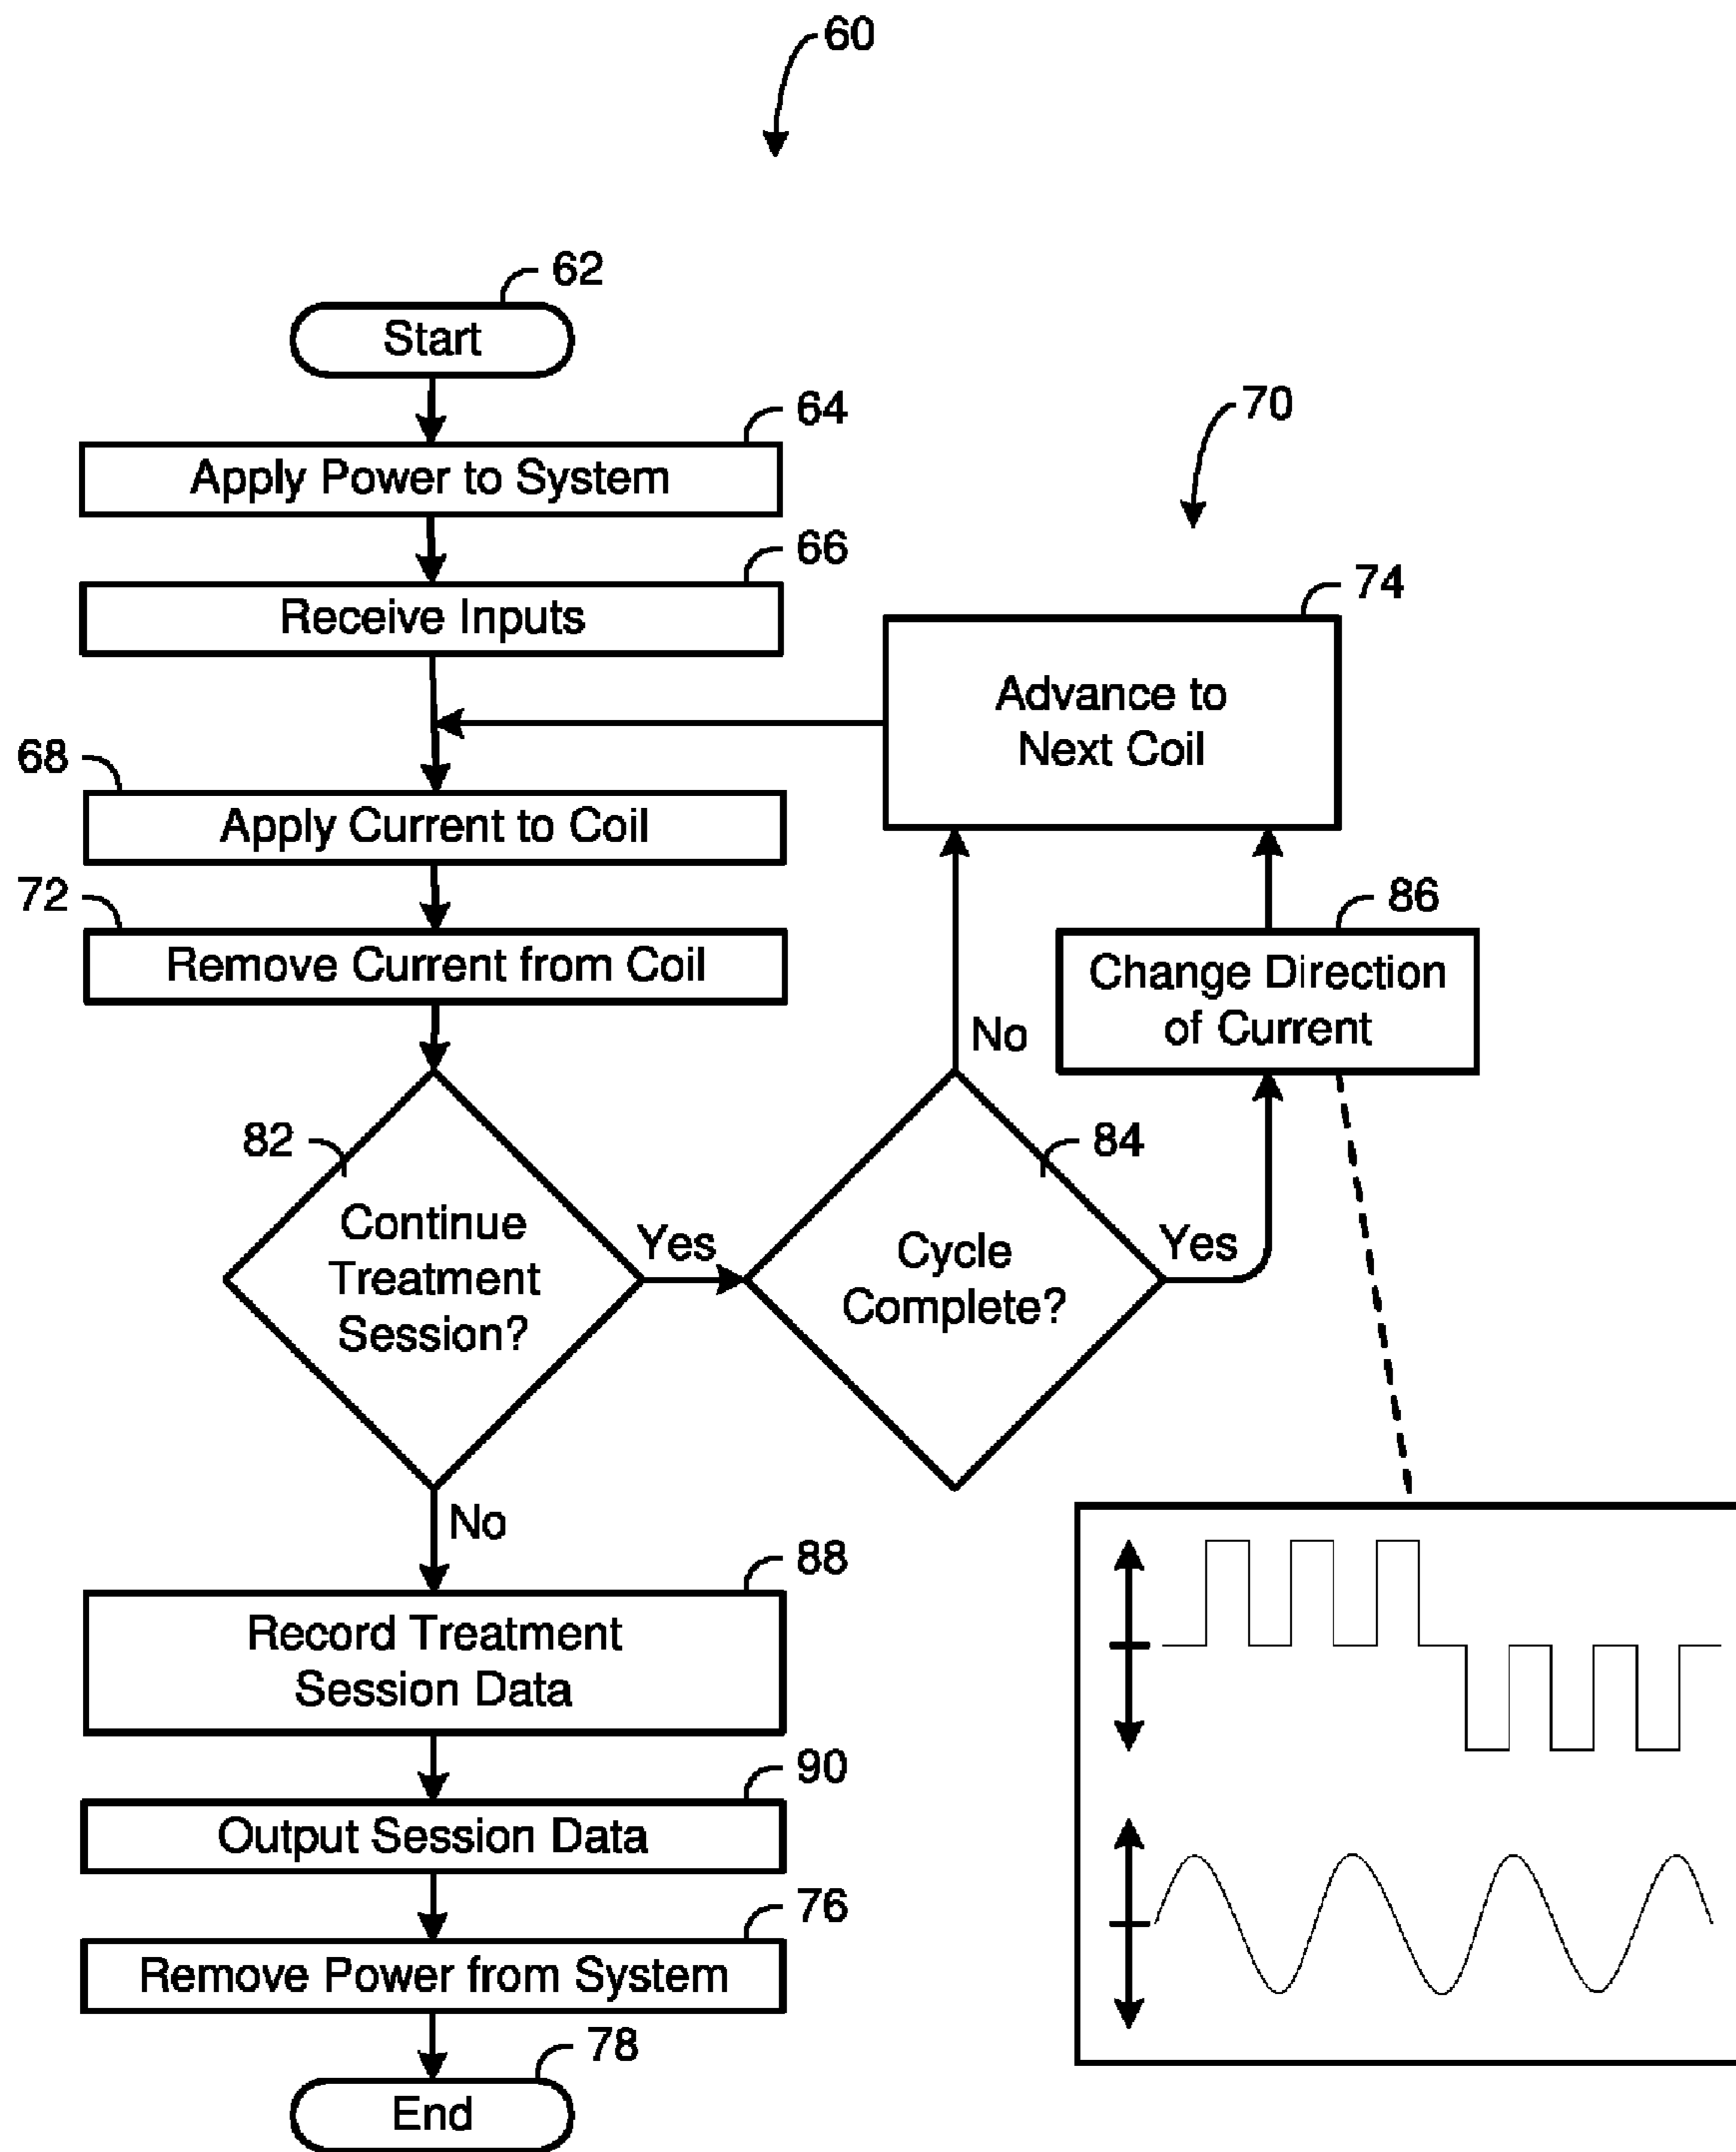 60
62
Start
64
Apply Power to System
66
Receive Inputs
70
74
Advance to
Next Coil
68
Apply Current to Coil
72
Remove Current from Coil
86
Change Direction
of Current
No
82
Continue
Treatment
Session?
Yes
84
Cycle
Complete?
Yes
No
88
Record Treatment
Session Data
90
Output Session Data
76
Remove Power from System
78
End